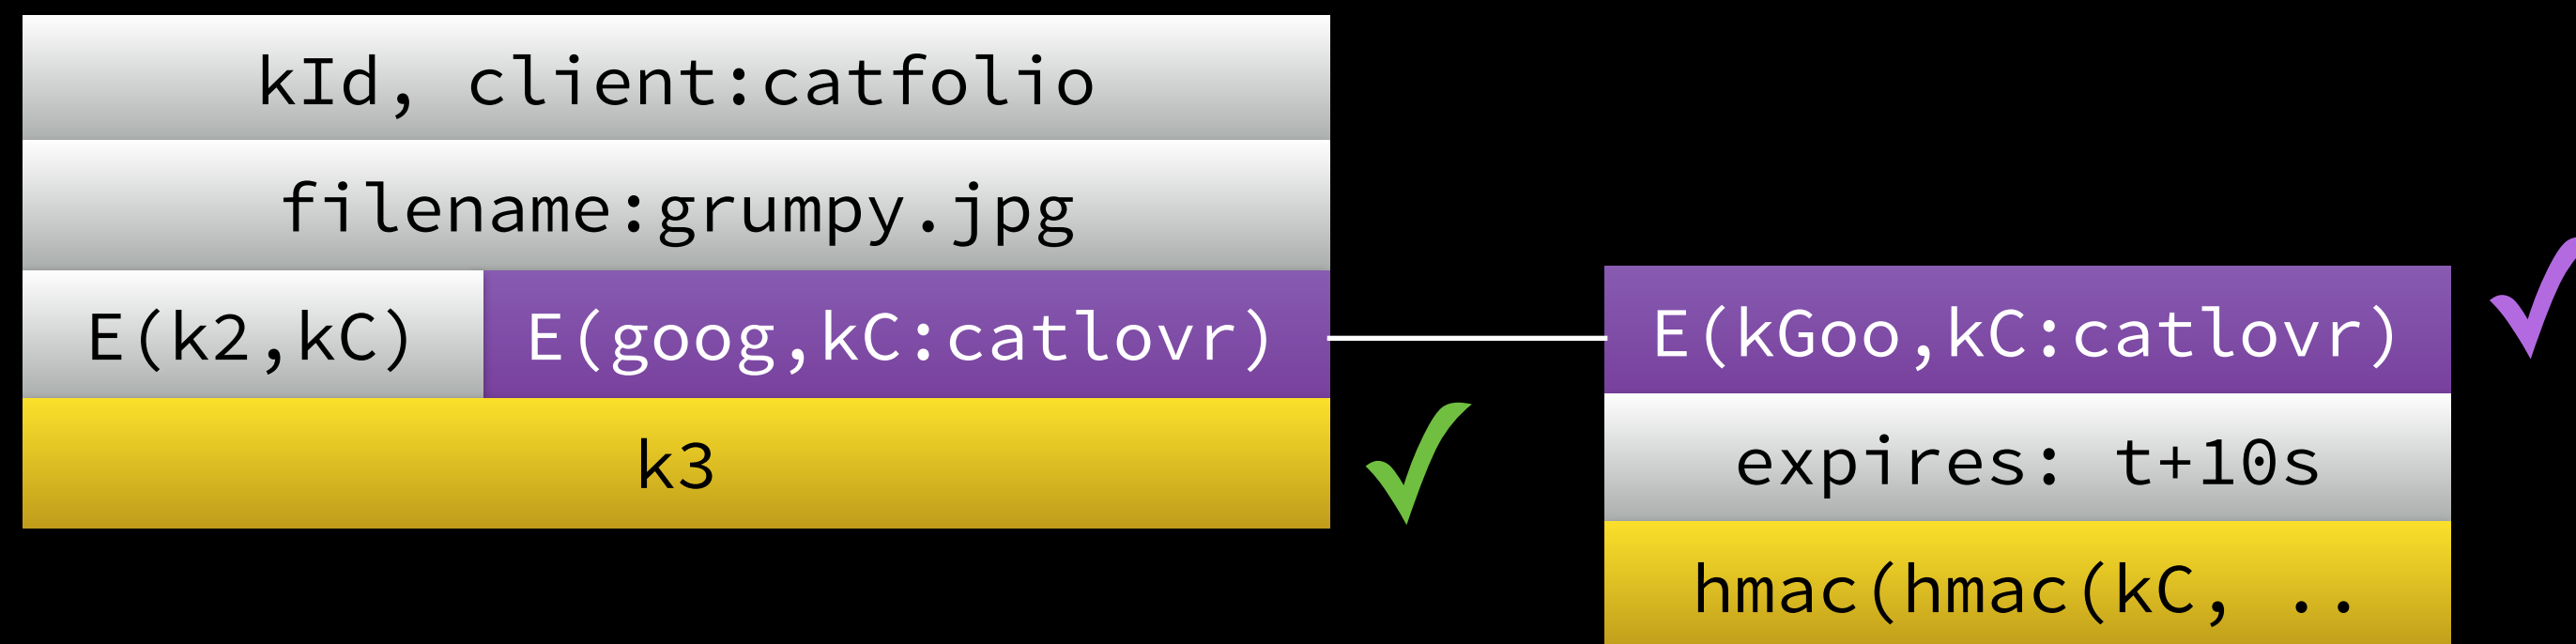 kId, client:catfolio
filename:grumpy.jpg
E(k2,kC) E(goog,kC:catlovr)
k3
E(kGoo,kC:catlovr)
expires: t+10s
hmac(hmac(kC, ..